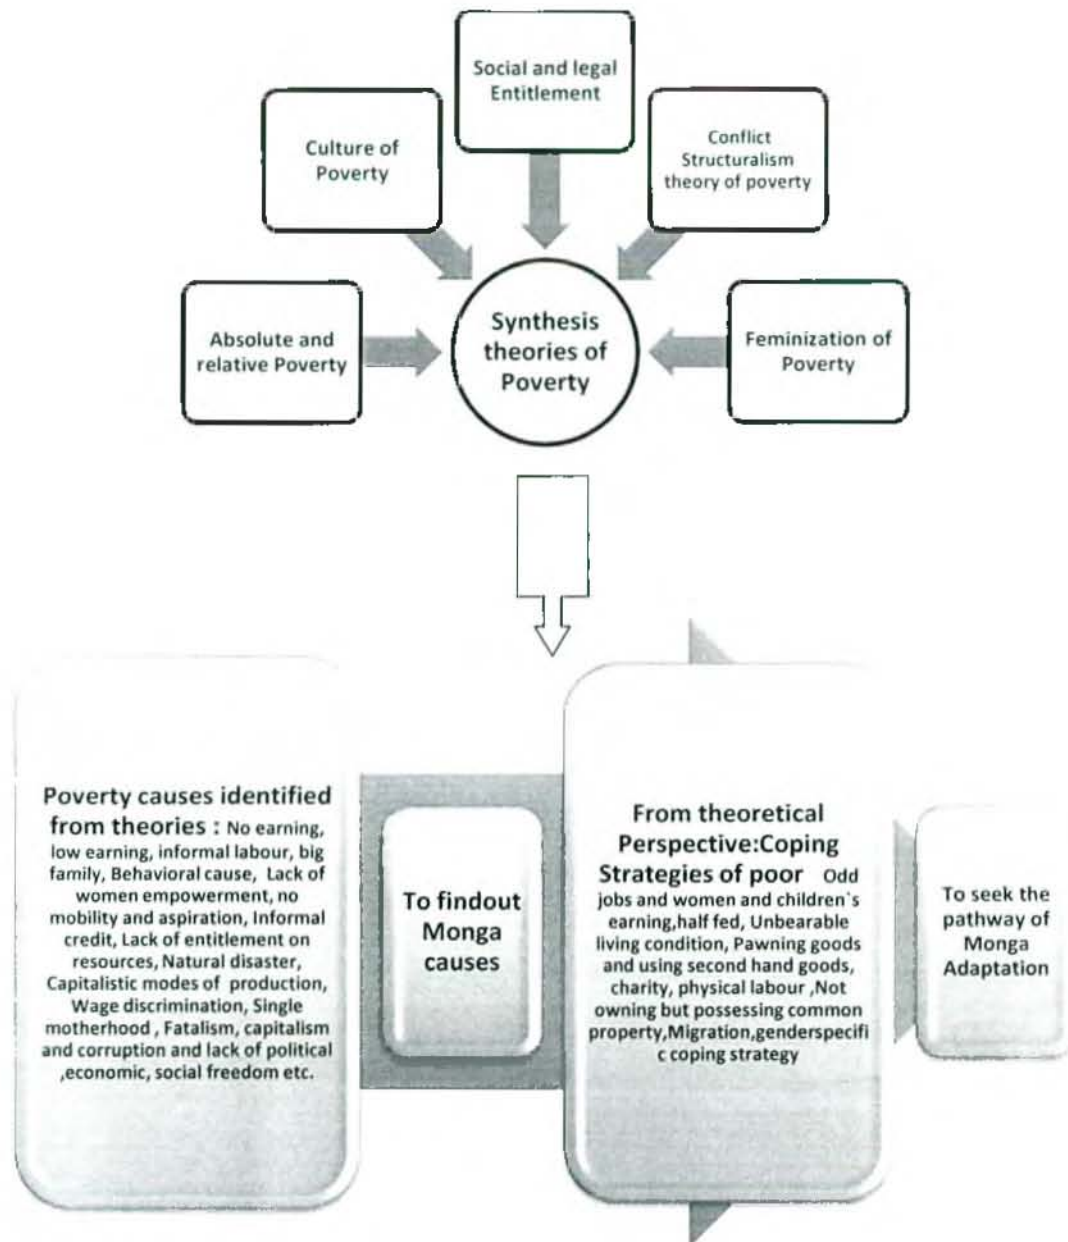 Social and legal
Entitlement
Culture of
Poverty
Conflict
Structuralism
theory of poverty
Absolute and
relative Poverty
Synthesis
theories of
Poverty
Feminization of
Poverty
Poverty causes identified
from theories : No earning,
low earning, informal labour, big
family, Behavioral cause, Lack of
women empowerment, no
mobility and aspiration, Informal
credit, Lack of entitlement on
resources, Natural disaster,
Capitalistic modes of production,
Wage discrimination, Single
motherhood , Fatalism, capitalism
and corruption and lack of political
,economic, social freedom etc.
To findout
Monga
causes
From theoretical
Perspective:Coping
Strategies of poor Odd
jobs and women and children`s
earning,half fed, Unbearable
living condition, Pawning goods
and using second hand goods,
charity, physical labour ,Not
owning but possessing common
property,Migration,genderspecifi
c coping strategy
To seek the
pathway of
Monga
Adaptation